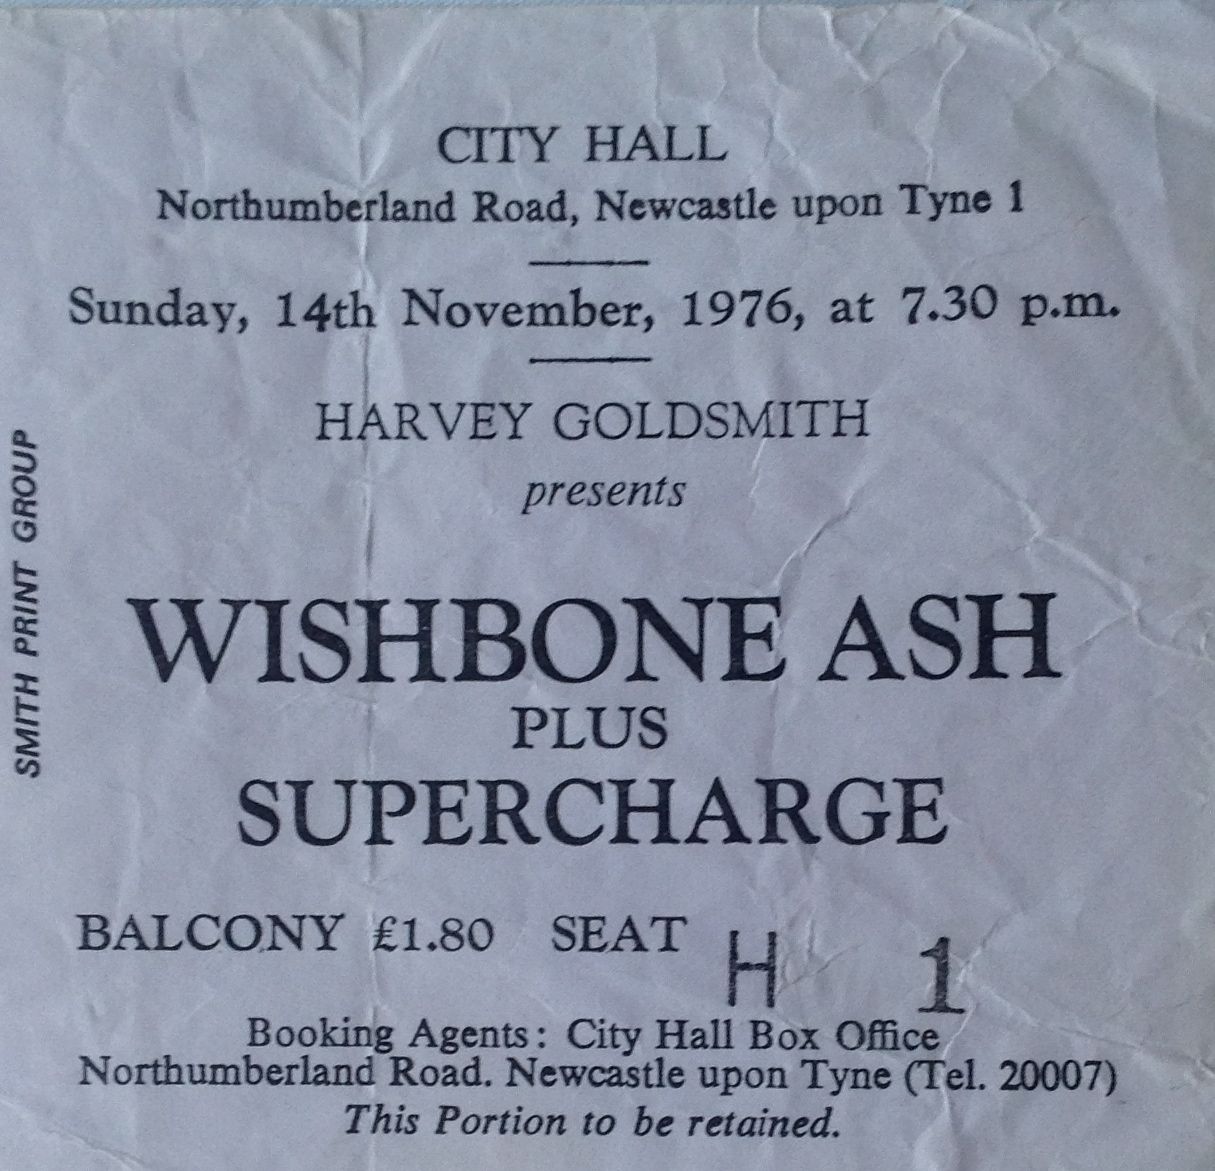 CITY HALL
Northumberland Road, Newcastle upon Tyne 1
Sunday, 14th November, 1976, at 7.30 p.m.
HARVEY GOLDSMITH
presents
WISHBONE ASH
PLUS
SUPERCHARGE
BALCONY £1.80 SEAT H 1
Booking Agents: City Hall Box Office
Northumberland Road. Newcastle upon Tyne (Tel. 20007)
This Portion to be retained.
SMITH PRINT GROUP